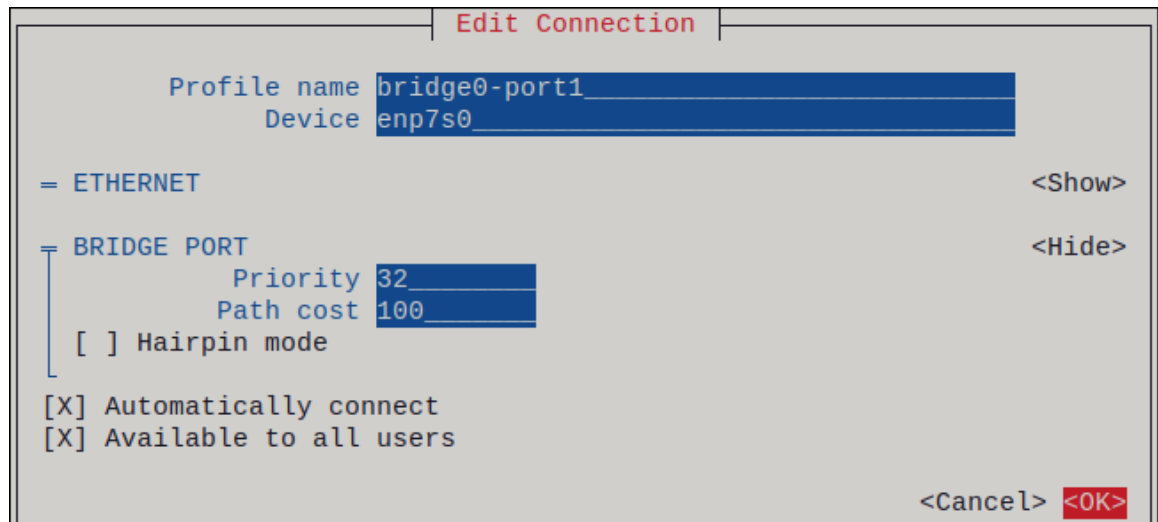 Edit Connection
Profile name bridge0-port1
Device enp7s0
= ETHERNET <Show>
BRIDGE PORT <Hide>
Priority 32
Path cost 100
[ ] Hairpin mode
[X] Automatically connect
[X] Available to all users
<Cancel> <OK>